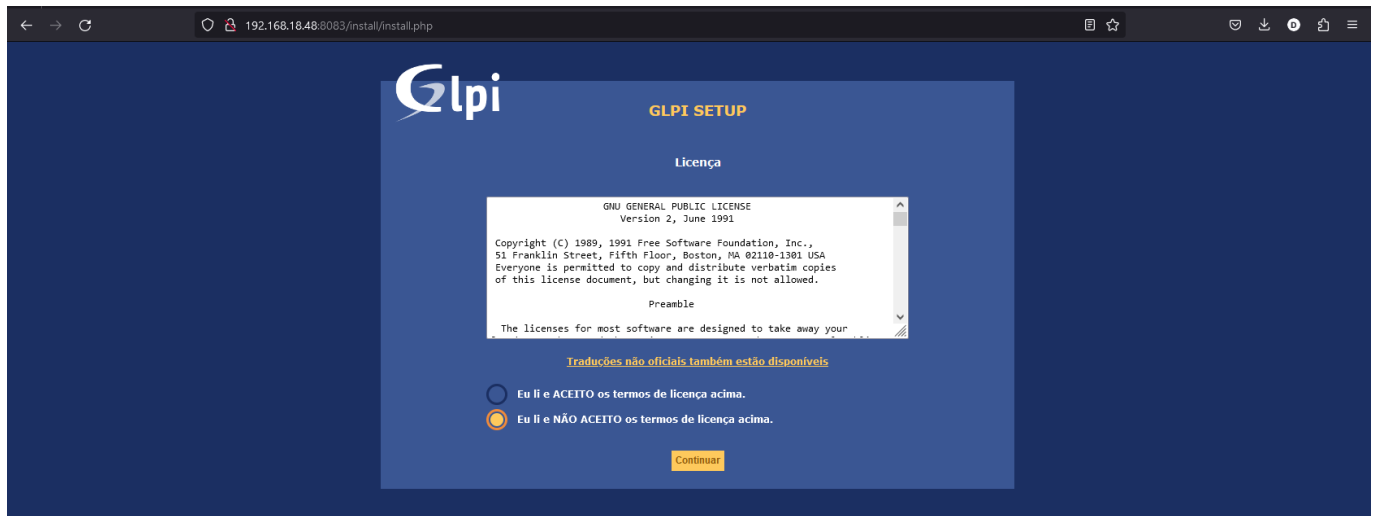 192.168.18.48:8083/install/install.php
D
Glpi
GLPI SETUP
Licença
GNU GENERAL PUBLIC LICENSE
Version 2, June 1991
Copyright (C) 1989, 1991 Free Software Foundation, Inc.,
51 Franklin Street, Fifth Floor, Boston, MA 02110-1301 USA
Everyone is permitted to copy and distribute verbatim copies
of this license document, but changing it is not allowed.
Preamble
The licenses for most software are designed to take away your
Traduções não oficiais também estão disponíveis
Eu li e ACEITO os termos de licença acima.
Eu li e NÃO ACEITO os termos de licença acima.
Continuar